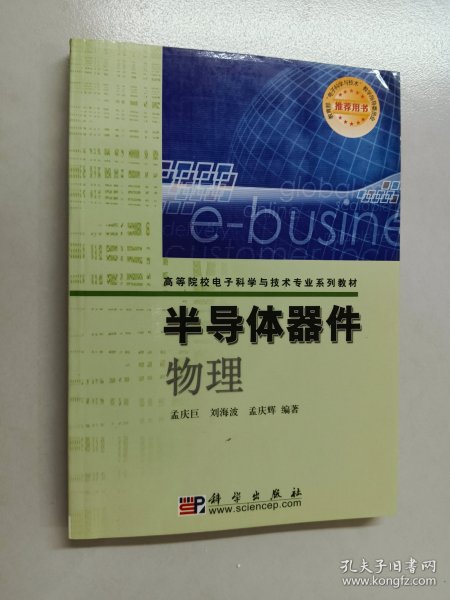 推荐用书
global
e-busine
高等院校电子科学与技术专业系列教材
半导体器件
物理
孟庆巨 刘海波 孟庆辉 编著
SP
科学出版社
www.sciencep.com
孔夫子旧书网
www.kongfz.com